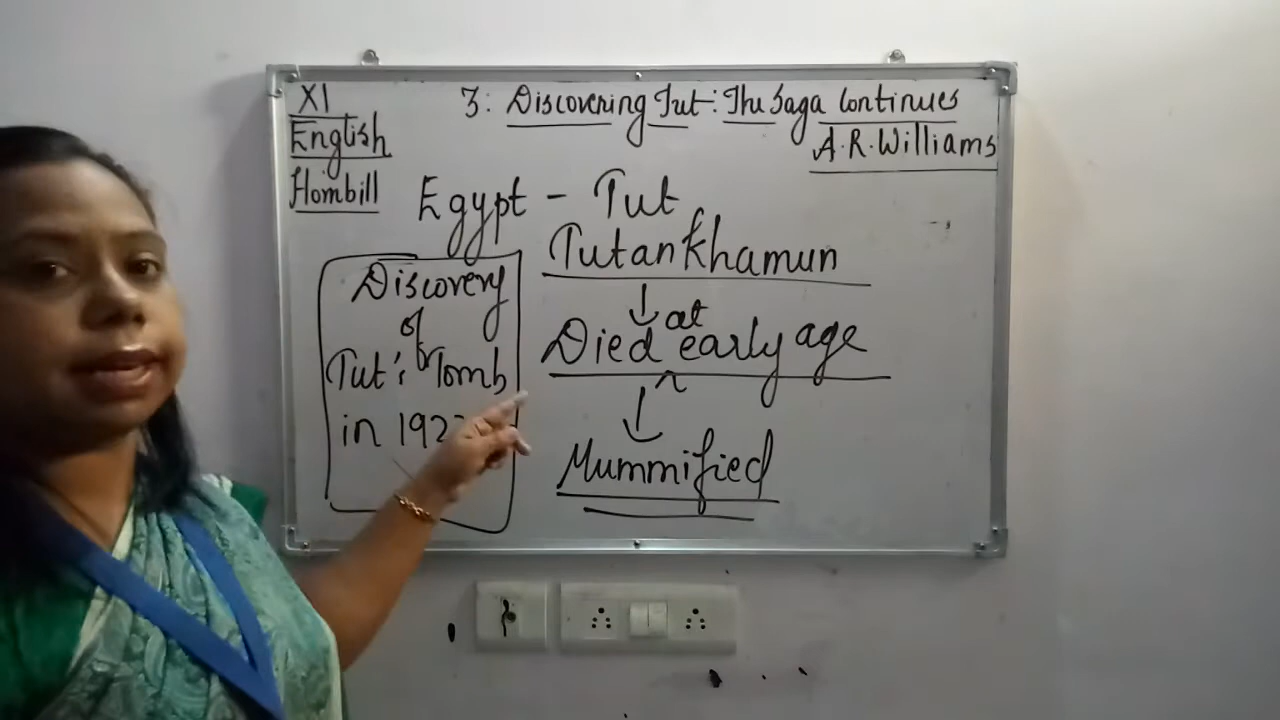 XI
English
Hornbill
3: Discovering Tut: The Saga Continues
A.R.Williams
Egypt - Tut
Tutankhamun
↓ at
Died early age
^
↓
Mummified
Discovery
of
Tut's Tomb
in